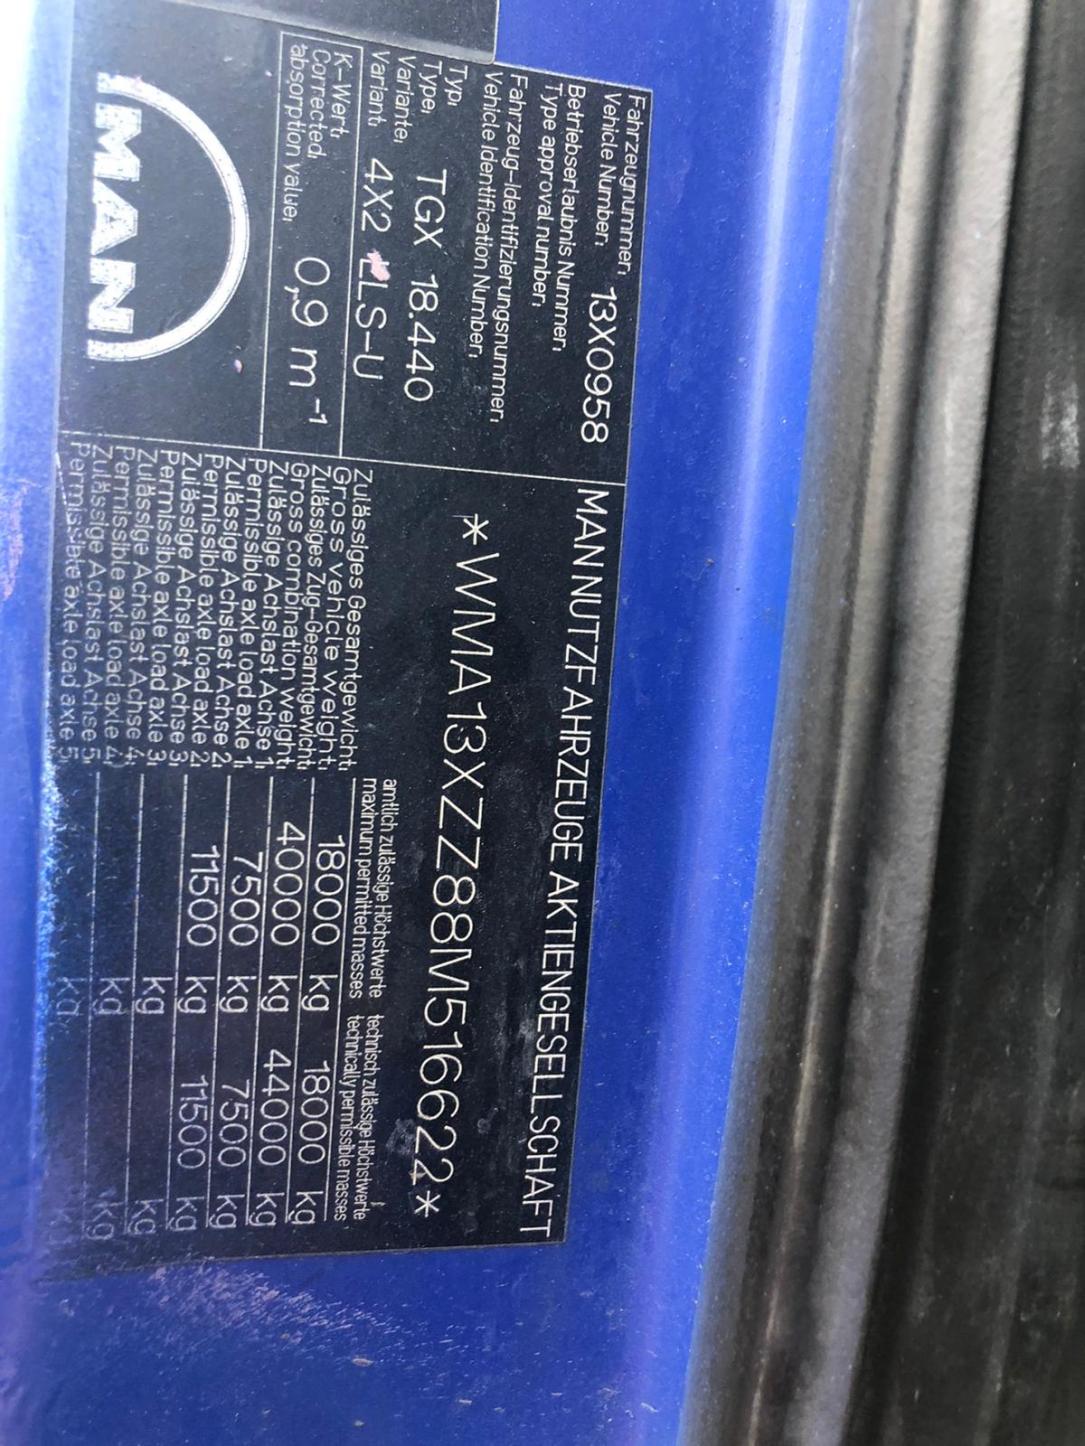 Fahrzeugnummer,
Vehicle Number, 13X0958
Betriebserlaubnis Nummer,
Type approval number,
Fahrzeug-Identifizierungsnummer,
Vehicle Identification Number,
Typ,
Type, TGX 18.440
Variante,
Variant, 4X2 LLS-U
K-Wert,
Corrected,
absorption value, 0,9 m-1
MAN
MAN NUTZFAHRZEUGE AKTIENGESELLSCHAFT
*WMA13XZZ88M516622*
amtlich zulässige Höchstwerte technisch zulässige Höchstwerte
maximum permitted masses technically permissible masses
Zulässiges Gesamtgewicht,
Gross vehicle weight, 18000 kg 18000 kg
Zulässiges Zug-Gesamtgewicht,
Gross combination weight, 40000 kg 44000 kg
Zulässige Achslast Achse 1,
Permissible axle load axle 1, 7500 kg 7500 kg
Zulässige Achslast Achse 2,
Permissible axle load axle 2, 11500 kg 11500 kg
Zulässige Achslast Achse 3,
Permissible axle load axle 3, kg kg
Zulässige Achslast Achse 4,
Permissible axle load axle 4, kg kg
Zulässige Achslast Achse 5,
Permissible axle load axle 5, kg kg